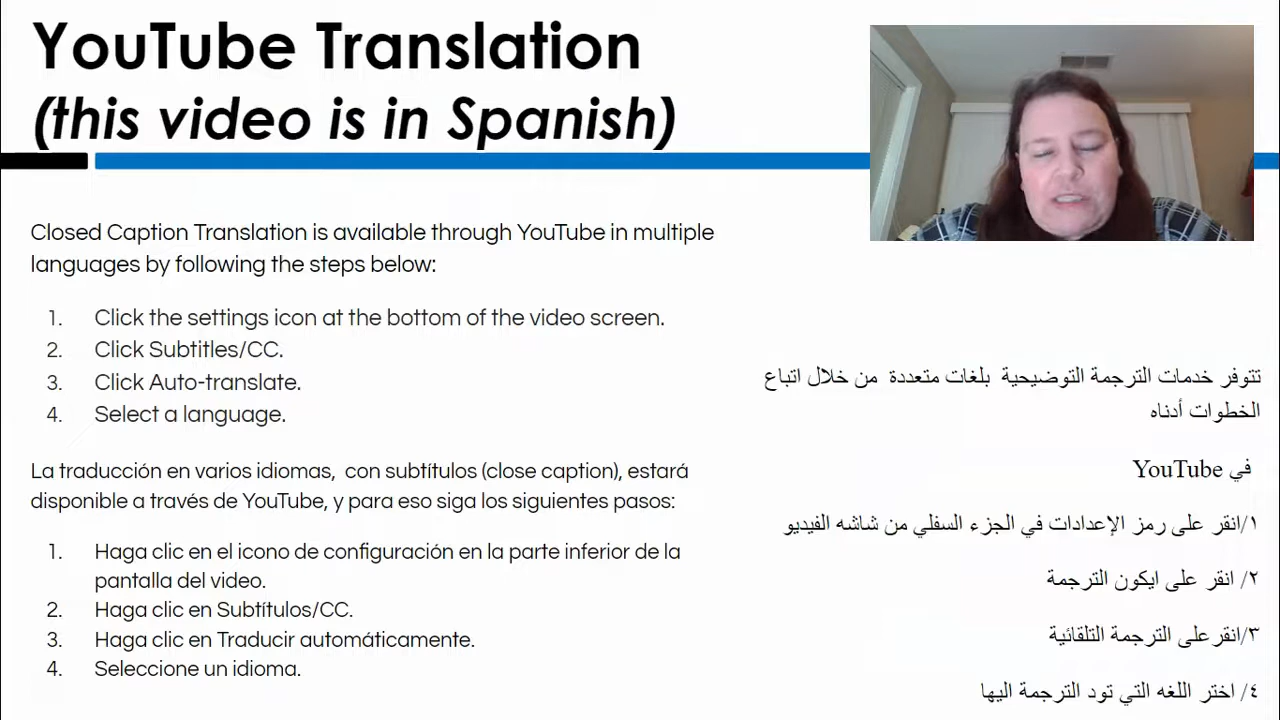 YouTube Translation
(this video is in Spanish)
Closed Caption Translation is available through YouTube in multiple
languages by following the steps below:
1. Click the settings icon at the bottom of the video screen.
2. Click Subtitles/CC.
3. Click Auto-translate.
4. Select a language.
La traducción en varios idiomas, con subtítulos (close caption), estará
disponible a través de YouTube, y para eso siga los siguientes pasos:
1. Haga clic en el icono de configuración en la parte inferior de la
pantalla del video.
2. Haga clic en Subtítulos/CC.
3. Haga clic en Traducir automáticamente.
4. Seleccione un idioma.
تتوفر خدمات الترجمة التوضيحية بلغات متعددة من خلال اتباع
الخطوات أدناه
في YouTube
١/انقر على رمز الإعدادات في الجزء السفلي من شاشه الفيديو
٢/ انقر على ايكون الترجمة
٣/انقرعلى الترجمة التلقائية
٤/ اختر اللغه التي تود الترجمة اليها